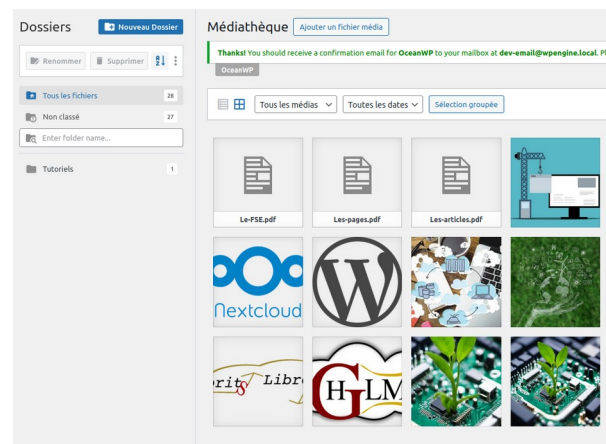 Dossiers
Nouveau Dossier
Renommer
Supprimer
Tous les fichiers 28
Non classé 27
Enter folder name...
Tutoriels 1
Médiathèque
Ajouter un fichier média
Thanks! You should receive a confirmation email for OceanWP to your mailbox at dev-email@wpengine.local. Pl
OceanWP
Tous les médias
Toutes les dates
Sélection groupée
Le-FSE.pdf
Les-pages.pdf
Les-articles.pdf
Nextcloud
W
orits Libr
HGLM